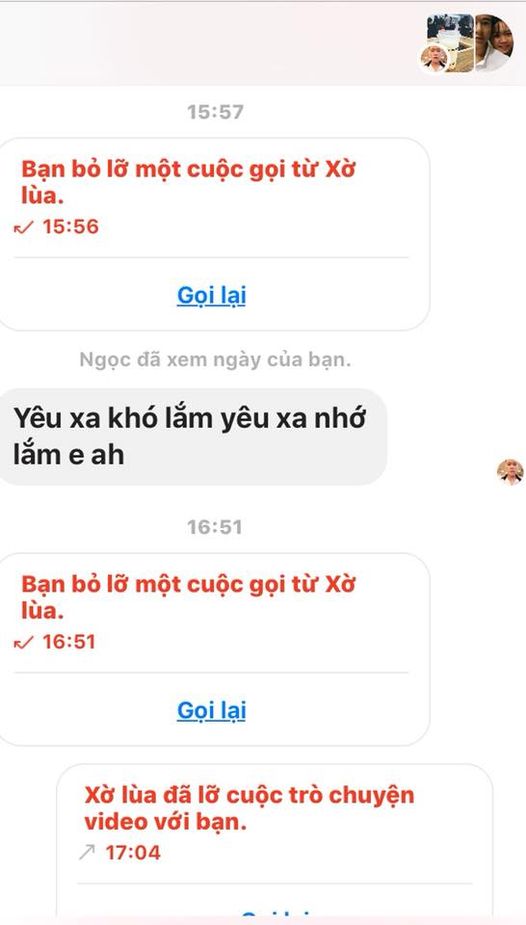 15:57
Bạn bỏ lỡ một cuộc gọi từ Xờ
lùa.
15:56
Gọi lại
Ngọc đã xem ngày của bạn.
Yêu xa khó lắm yêu xa nhớ
lắm e ah
16:51
Bạn bỏ lỡ một cuộc gọi từ Xờ
lùa.
16:51
Gọi lại
Xờ lùa đã lỡ cuộc trò chuyện
video với bạn.
17:04